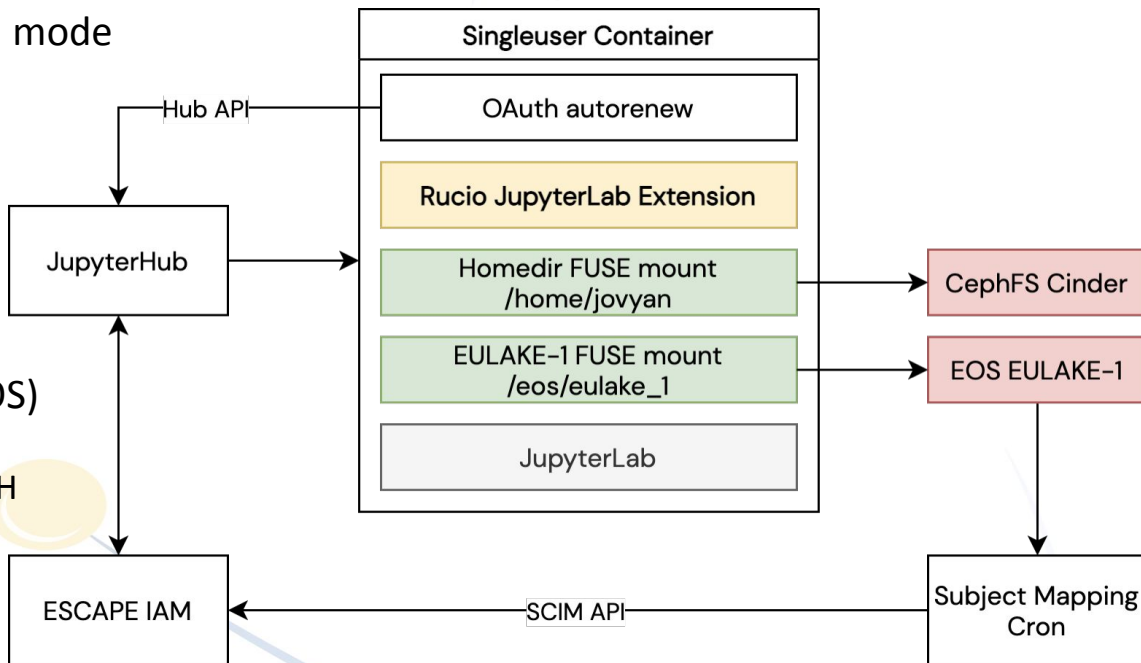 mode
Singleuser Container
OAuth autorenew
Hub API
Rucio JupyterLab Extension
JupyterHub
Homedir FUSE mount
/home/jovyan
CephFS Cinder
EULAKE-1 FUSE mount
/eos/eulake_1
EOS EULAKE-1
OS)
JupyterLab
H
ESCAPE IAM
SCIM API
Subject Mapping
Cron